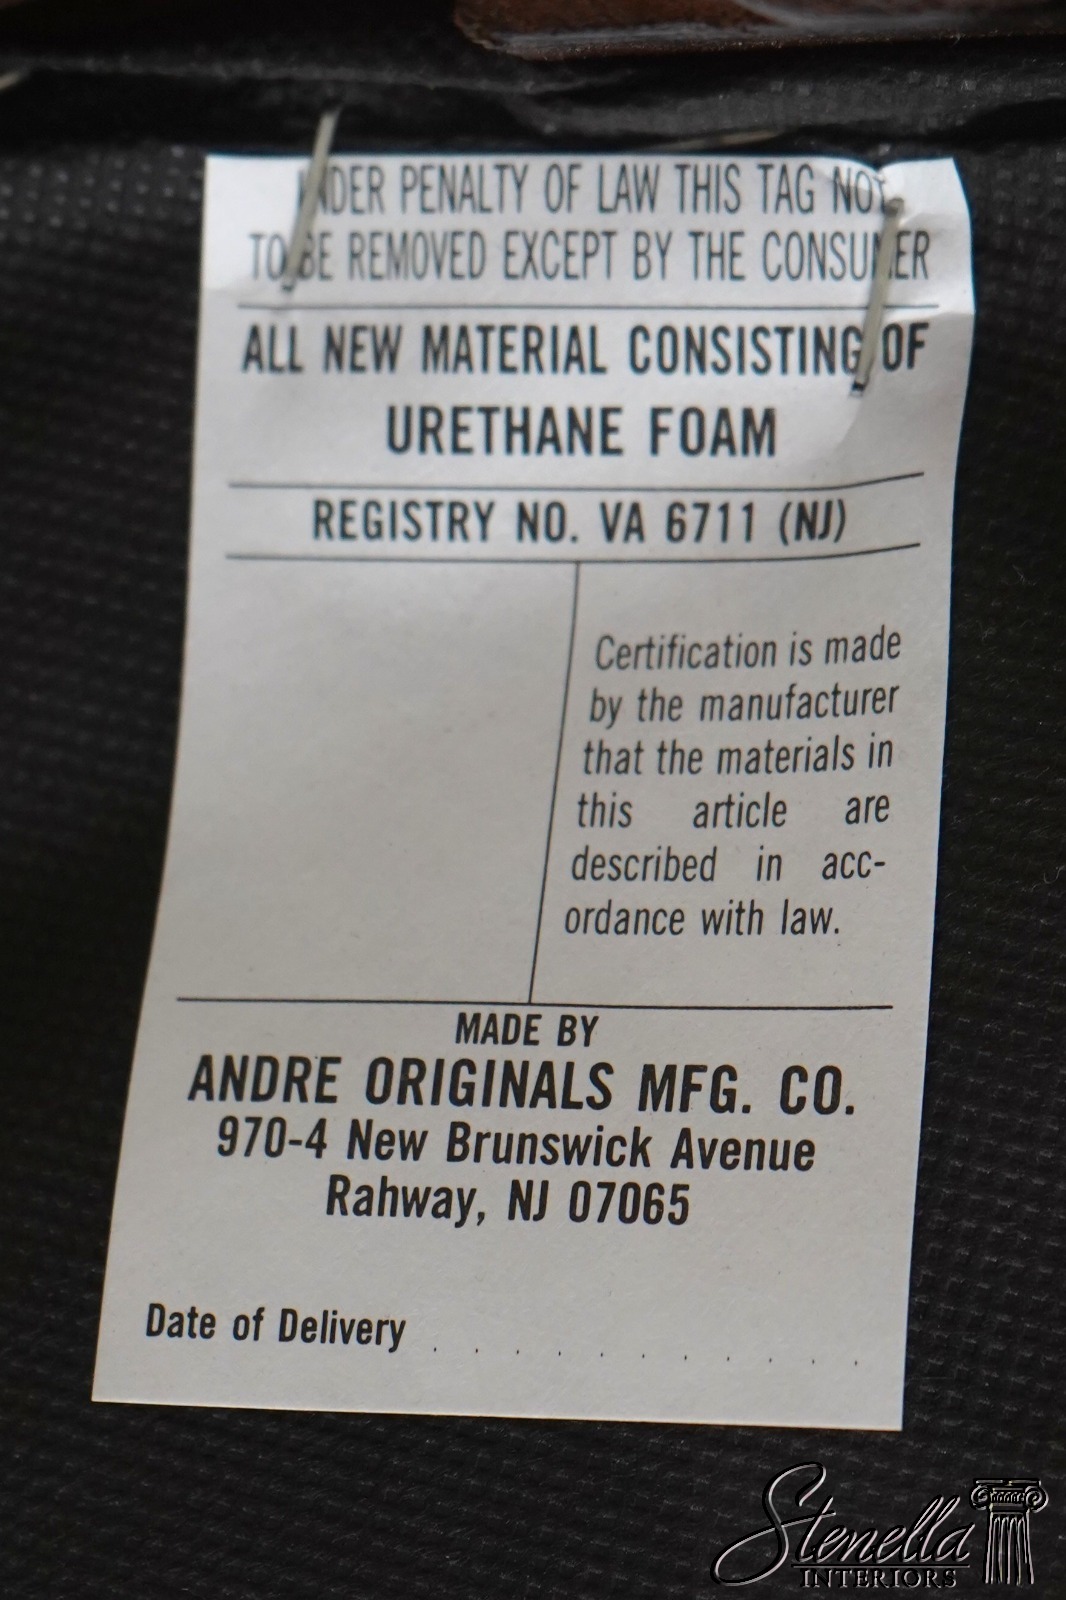 UNDER PENALTY OF LAW THIS TAG NOT
TO BE REMOVED EXCEPT BY THE CONSUMER
ALL NEW MATERIAL CONSISTING OF
URETHANE FOAM
REGISTRY NO. VA 6711 (NJ)
Certification is made
by the manufacturer
that the materials in
this article are
described in acc-
ordance with law.
MADE BY
ANDRE ORIGINALS MFG. CO.
970-4 New Brunswick Avenue
Rahway, NJ 07065
Date of Delivery . . . . . . . . . . .
Stenella
INTERIORS